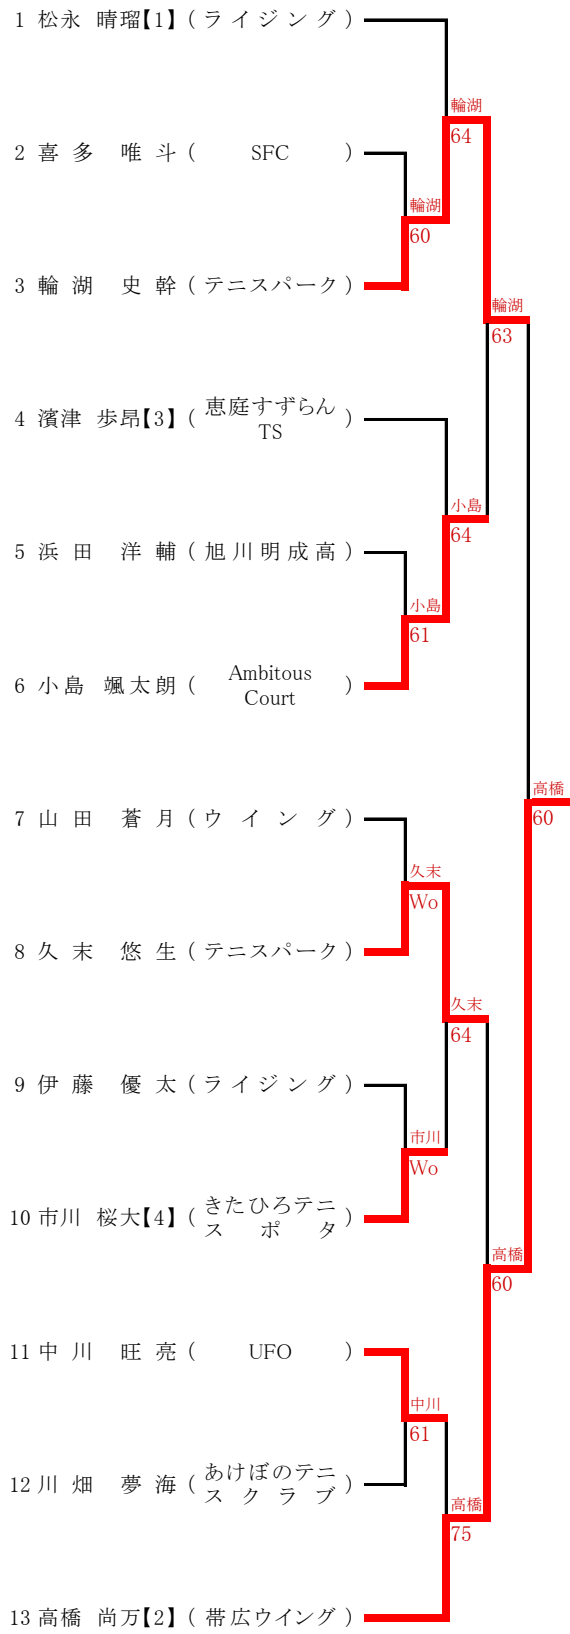 1 松永 晴瑠【1】 ( ライジング )
輪湖
64
2 喜多 唯斗 ( SFC )
輪湖
60
3 輪湖 史幹 ( テニスパーク )
輪湖
63
4 濱津 歩昂【3】 ( 恵庭すずらん
TS )
小島
64
5 浜田 洋輔 ( 旭川明成高 )
小島
61
6 小島 颯太朗 ( Ambitous
Court )
高橋
60
7 山田 蒼月 ( ウイング )
久末
Wo
8 久末 悠生 ( テニスパーク )
久末
64
9 伊藤 優太 ( ライジング )
市川
Wo
10 市川 桜大【4】 ( きたひろテニ
スポタ )
高橋
60
11 中川 旺亮 ( UFO )
中川
61
12 川畑 夢海 ( あけぼのテニ
スクラブ )
高橋
75
13 高橋 尚万【2】 ( 帯広ウイング )